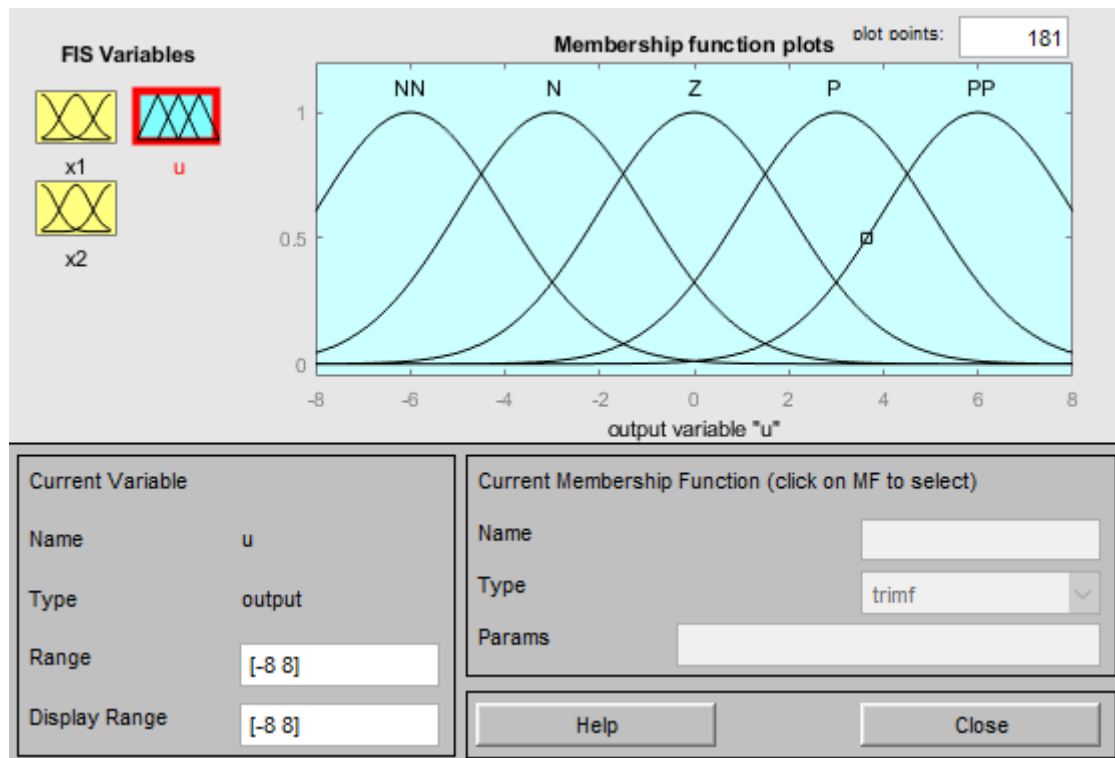 FIS Variables
x1
u
x2
Membership function plots
plot points:
181
NN
N
Z
P
PP
1
0.5
0
-8
-6
-4
-2
0
2
4
6
8
output variable "u"
Current Variable
Name
u
Type
output
Range
[-8 8]
Display Range
[-8 8]
Current Membership Function (click on MF to select)
Name
Type
trimf
Params
Help
Close